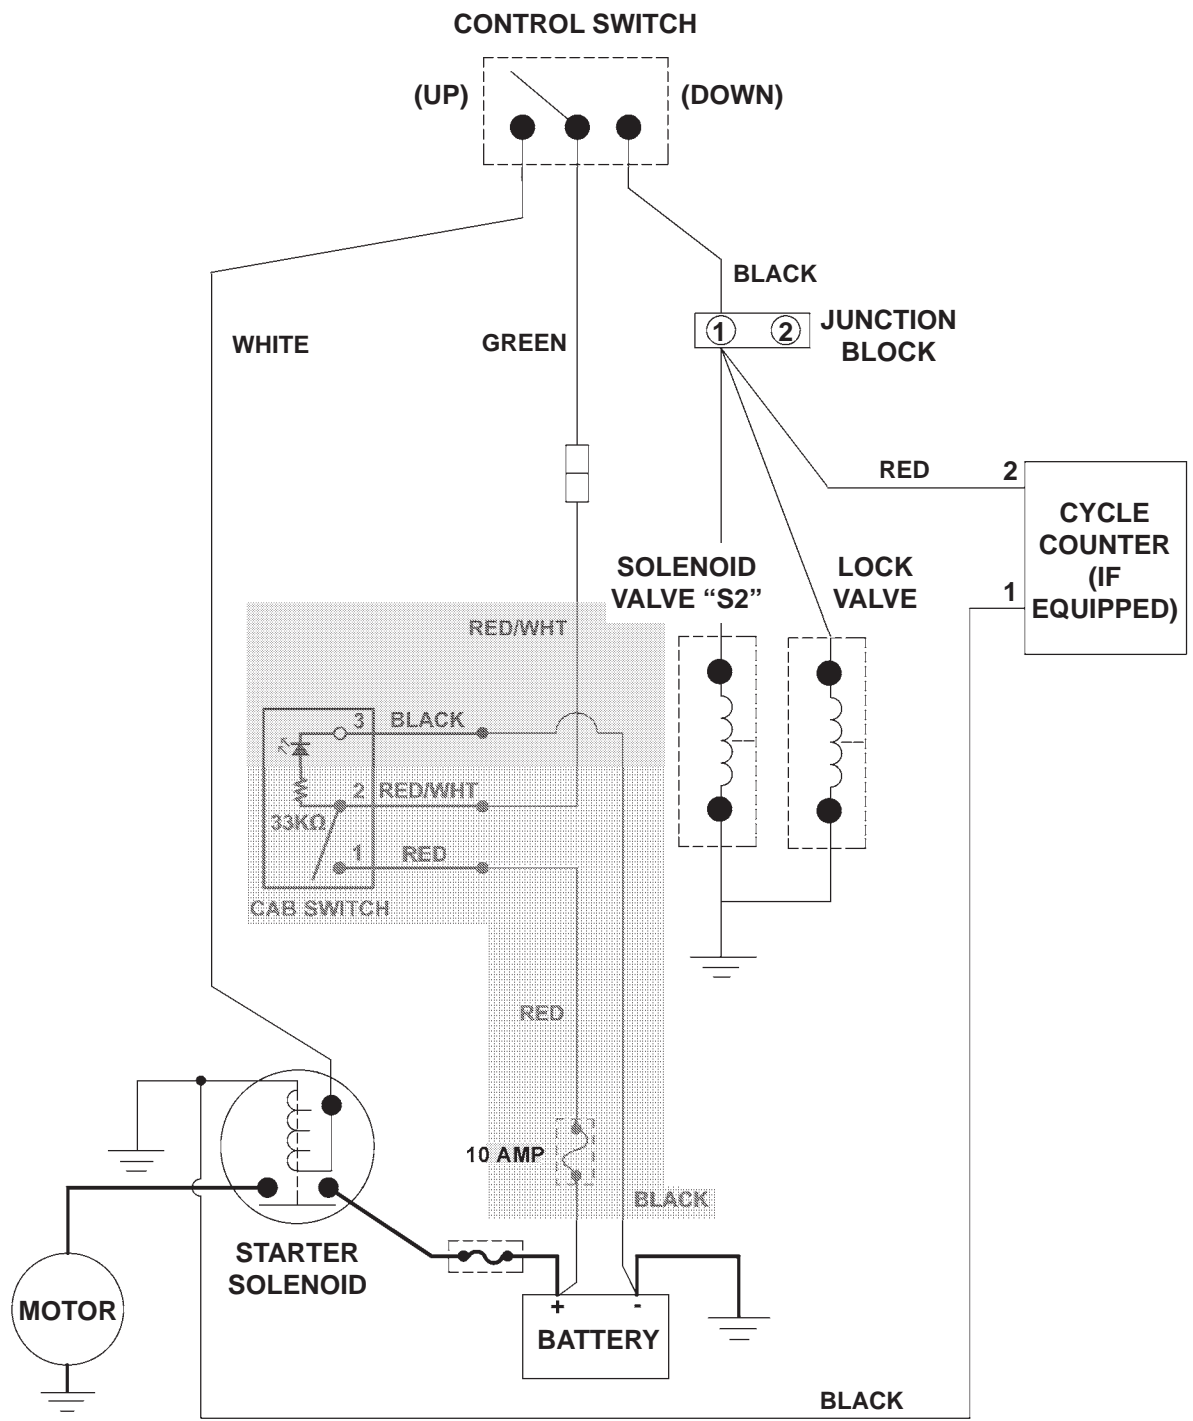 CONTROL SWITCH
(UP)
(DOWN)
BLACK
1
2
JUNCTION
BLOCK
WHITE
GREEN
RED
2
CYCLE
COUNTER
(IF
EQUIPPED)
1
SOLENOID
VALVE “S2”
LOCK
VALVE
RED/WHT
3
BLACK
2
RED/WHT
33KΩ
1
RED
CAB SWITCH
RED
10 AMP
BLACK
STARTER
SOLENOID
MOTOR
+
-
BATTERY
BLACK